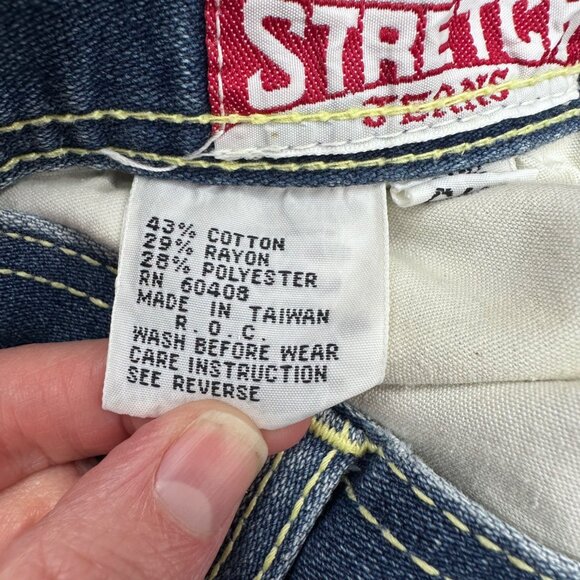 STRETCH
JEANS
43% COTTON
29% RAYON
28% POLYESTER
RN 60408
MADE IN TAIWAN
R.O.C.
WASH BEFORE WEAR
CARE INSTRUCTION
SEE REVERSE